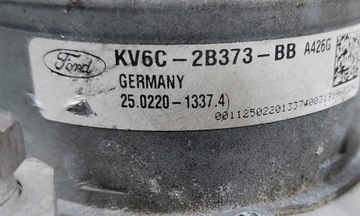 Ford KV6C-2B373-BB A426G
GERMANY
25.0220-1337.4)